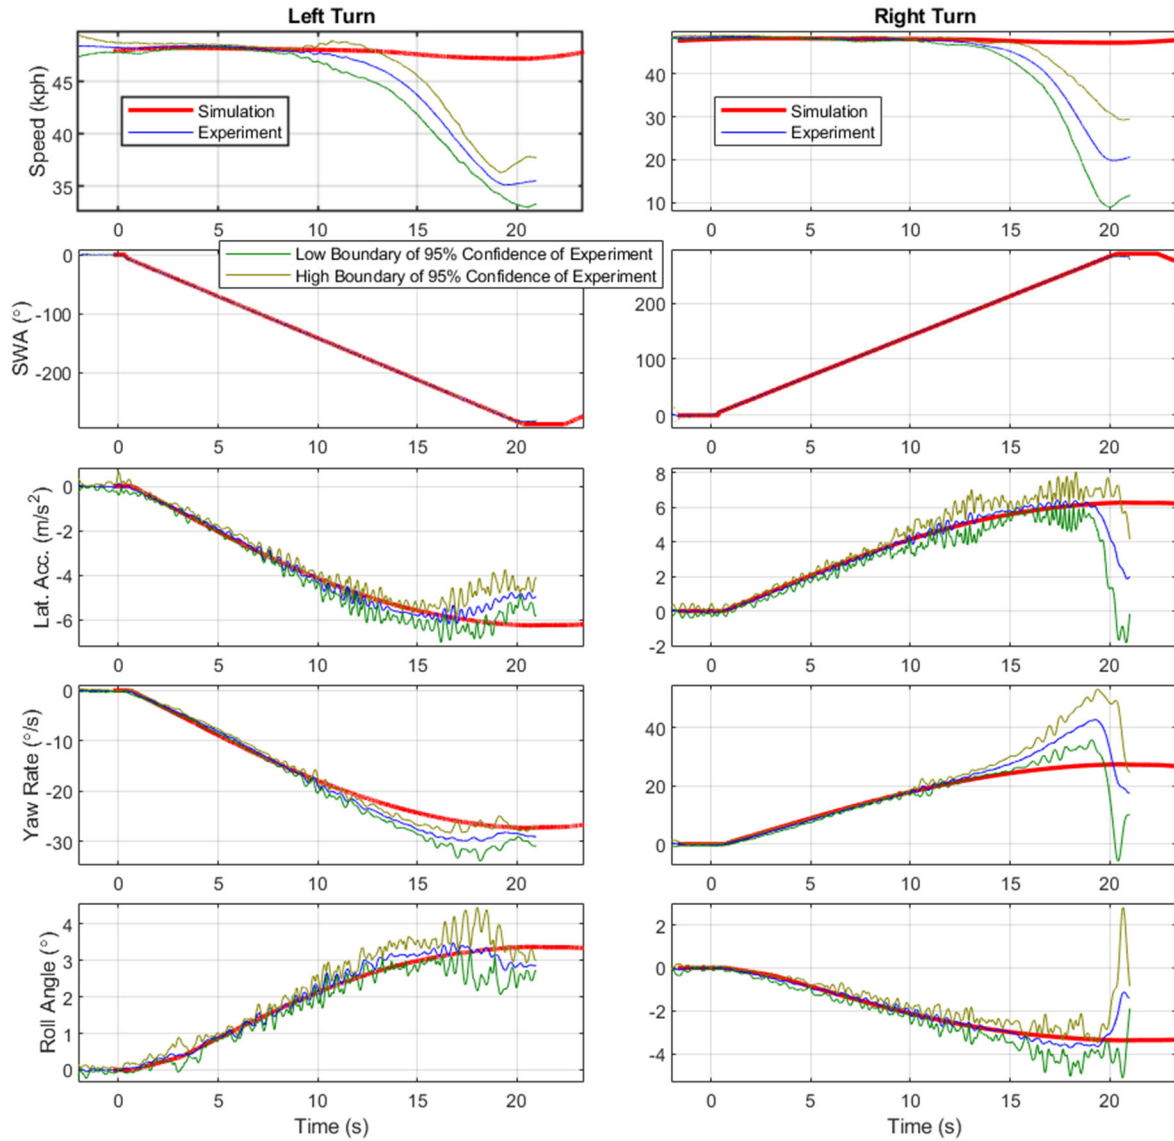 Left Turn
Right Turn
Speed (kph)
45
40
35
Simulation
Experiment
0 5 10 15 20
40
30
20
10
Simulation
Experiment
0 5 10 15 20
Low Boundary of 95% Confidence of Experiment
High Boundary of 95% Confidence of Experiment
SWA (°)
0
-100
-200
0 5 10 15 20
200
100
0
0 5 10 15 20
Lat. Acc. (m/s²)
0
-2
-4
-6
0 5 10 15 20
8
6
4
2
0
-2
0 5 10 15 20
Yaw Rate (°/s)
0
-10
-20
-30
0 5 10 15 20
40
20
0
0 5 10 15 20
Roll Angle (°)
4
3
2
1
0
0 5 10 15 20
Time (s)
2
0
-2
-4
0 5 10 15 20
Time (s)